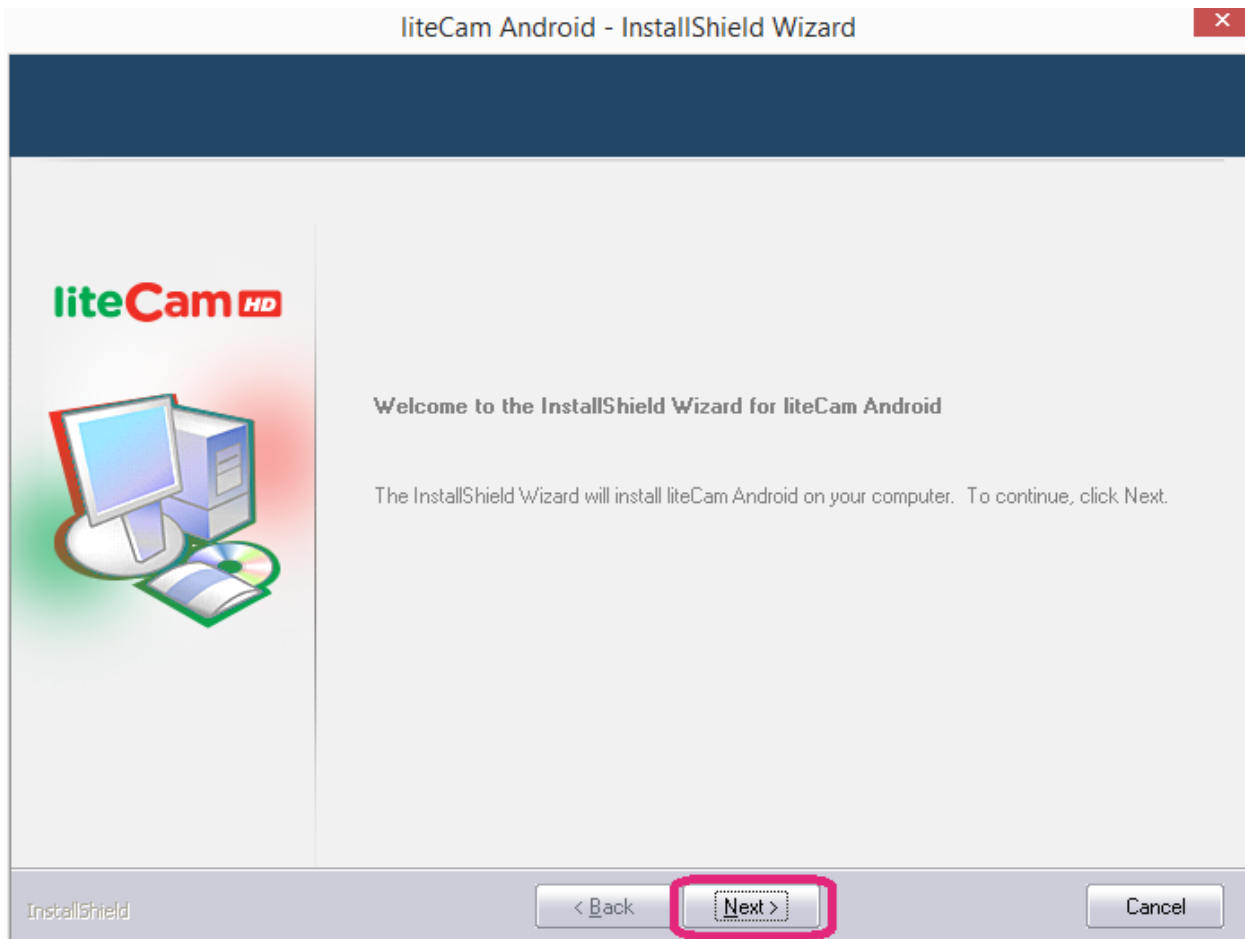 liteCam Android - InstallShield Wizard
liteCam HD
Welcome to the InstallShield Wizard for liteCam Android
The InstallShield Wizard will install liteCam Android on your computer. To continue, click Next.
InstallShield
< Back
Next >
Cancel